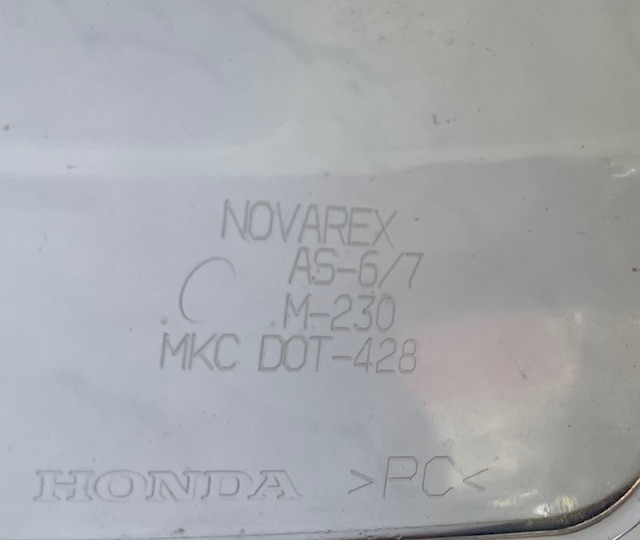 NOVAREX
AS-6/7
M-230
MKC DOT-428
HONDA >PC<